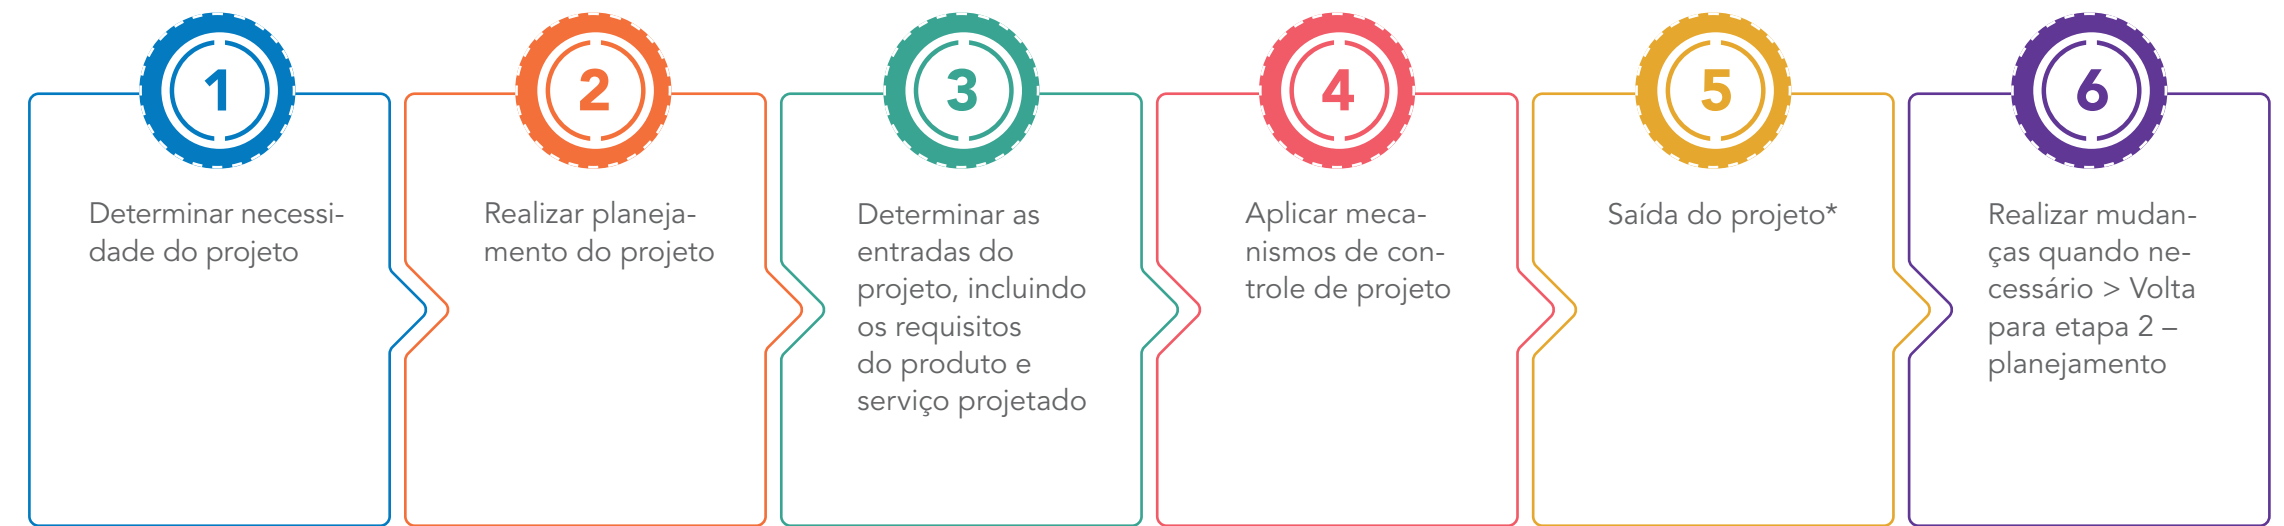 1
Determinar necessi-
dade do projeto
2
Realizar planeja-
mento do projeto
3
Determinar as
entradas do
projeto, incluindo
os requisitos
do produto e
serviço projetado
4
Aplicar meca-
nismos de con-
trole de projeto
5
Saída do projeto*
6
Realizar mudan-
ças quando ne-
cessário > Volta
para etapa 2 –
planejamento